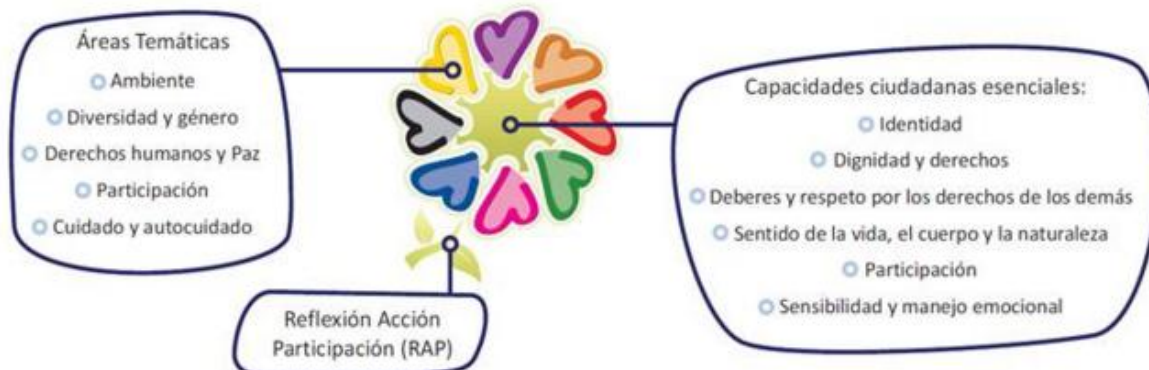 Áreas Temáticas
Ambiente
Diversidad y género
Derechos humanos y Paz
Participación
Cuidado y autocuidado
Reflexión Acción
Participación (RAP)
Capacidades ciudadanas esenciales:
Identidad
Dignidad y derechos
Deberes y respeto por los derechos de los demás
Sentido de la vida, el cuerpo y la naturaleza
Participación
Sensibilidad y manejo emocional